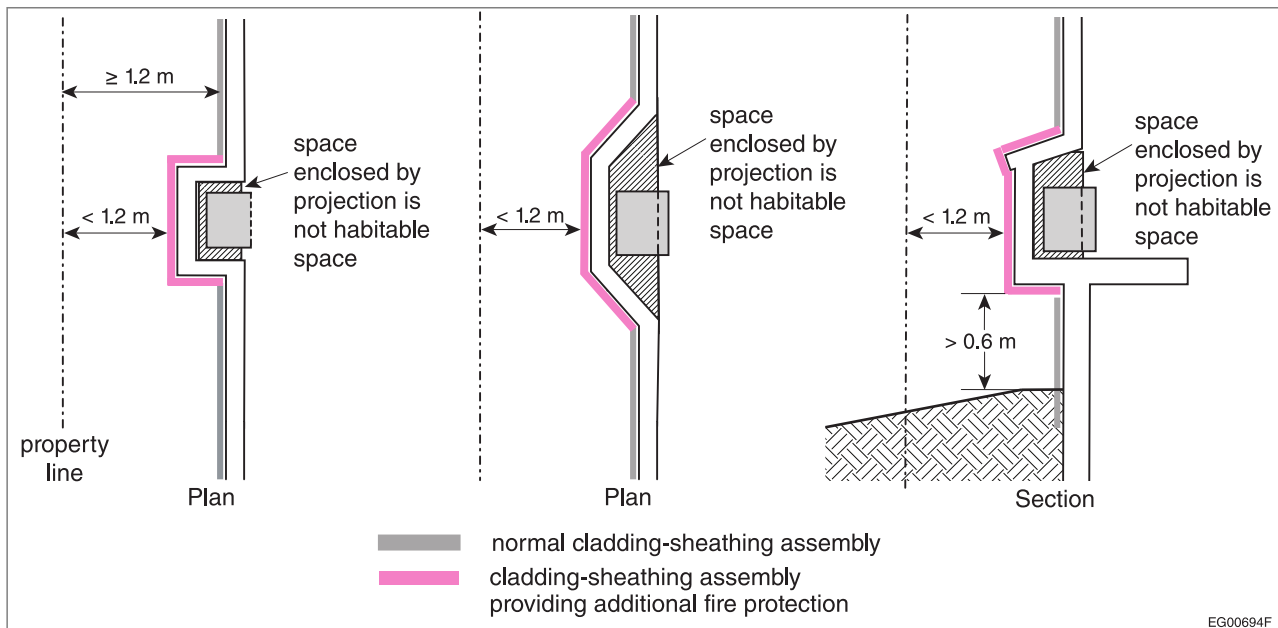 ≥ 1.2 m
space
enclosed by
projection is
not habitable
space
< 1.2 m
property
line
Plan
space
enclosed by
projection is
not habitable
space
< 1.2 m
Plan
space
enclosed by
projection is
not habitable
space
< 1.2 m
> 0.6 m
Section
normal cladding-sheathing assembly
cladding-sheathing assembly
providing additional fire protection
EG00694F